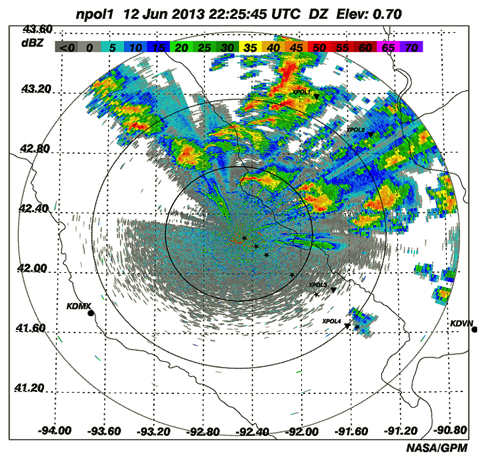 npol1 12 Jun 2013 22:25:45 UTC DZ Elev: 0.70
43.60
dBZ <0 0 5 10 15 20 25 30 35 40 45 50 55 60 65 70
43.20
XPOL1
XPOL2
42.80
42.40
42.00
XPOL3
KDMX
XPOL4
KDVN
41.60
41.20
-94.00 -93.60 -93.20 -92.80 -92.40 -92.00 -91.60 -91.20 -90.80
NASA/GPM